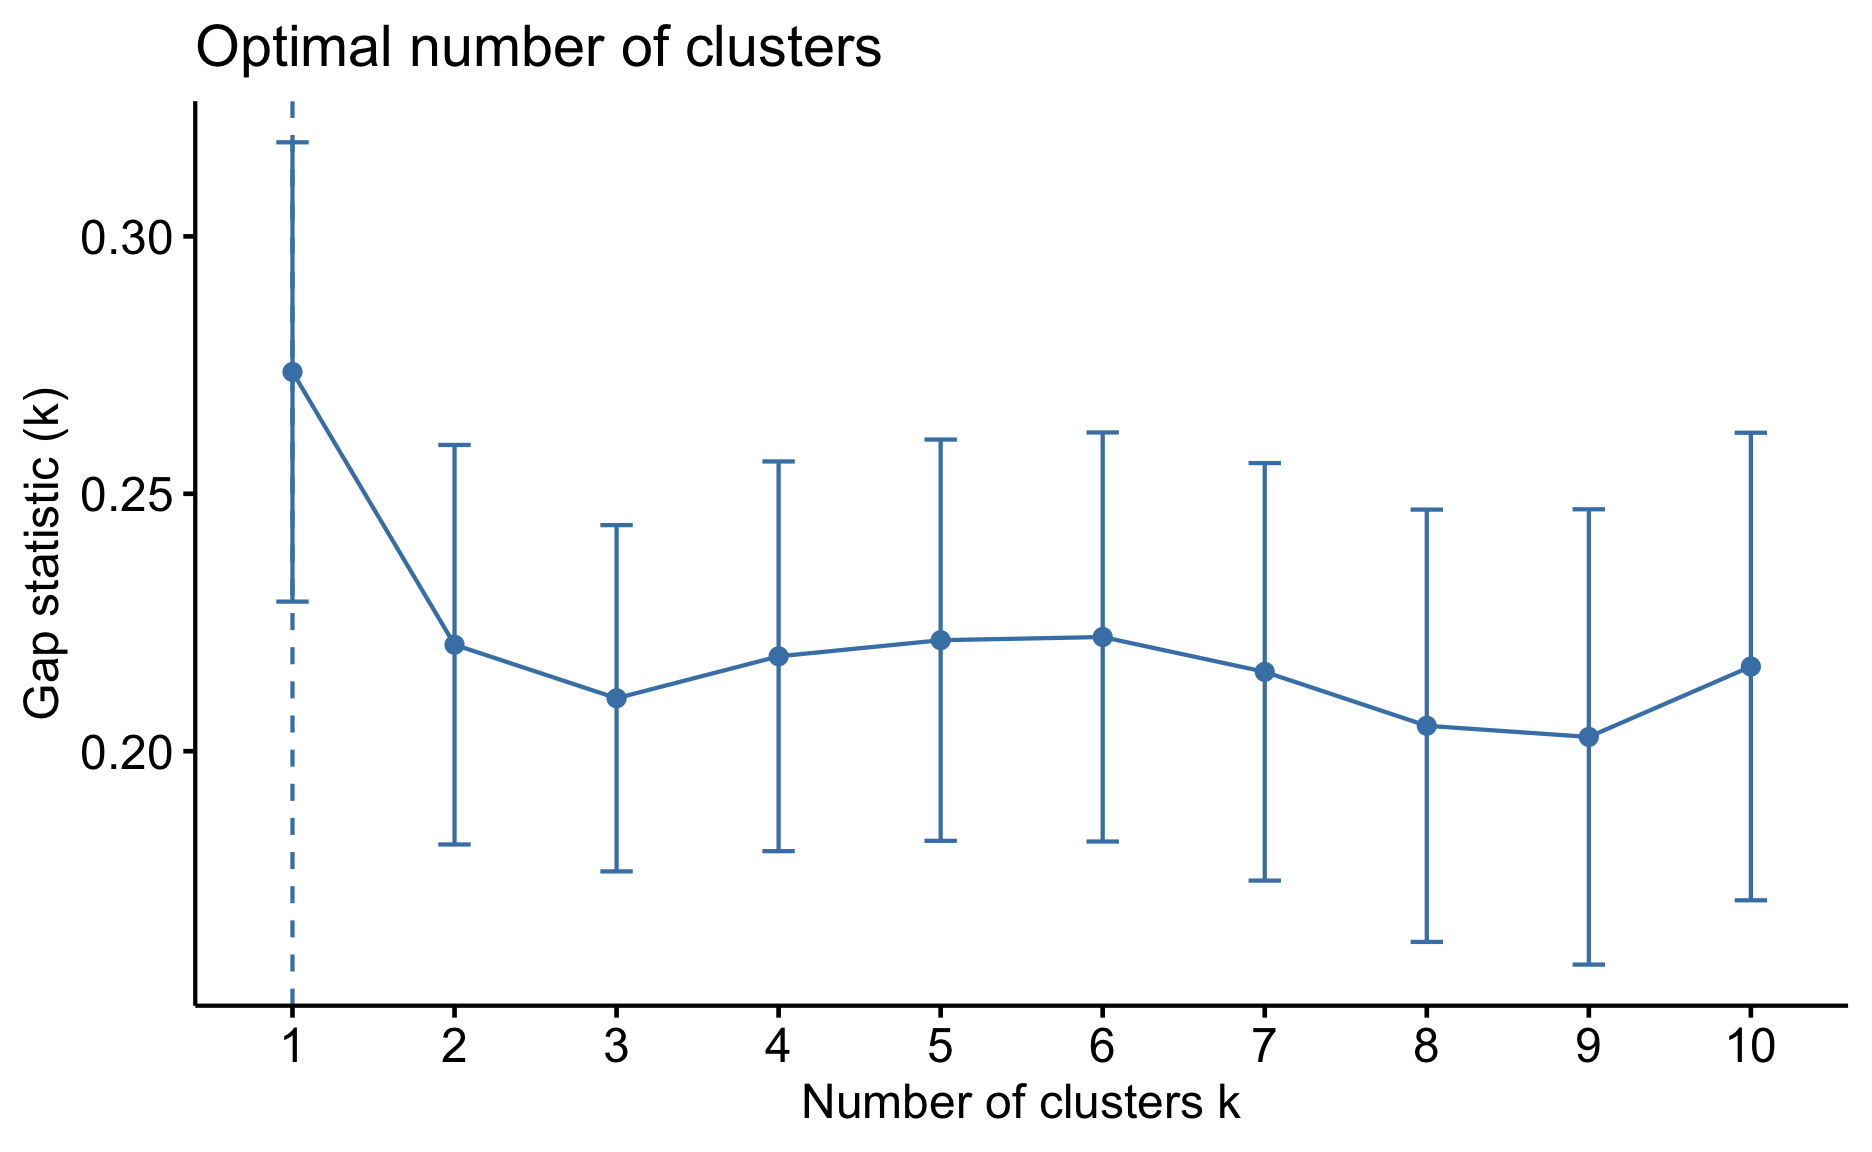 Optimal number of clusters
0.30
0.25
0.20
Gap statistic (k)
1 2 3 4 5 6 7 8 9 10
Number of clusters k